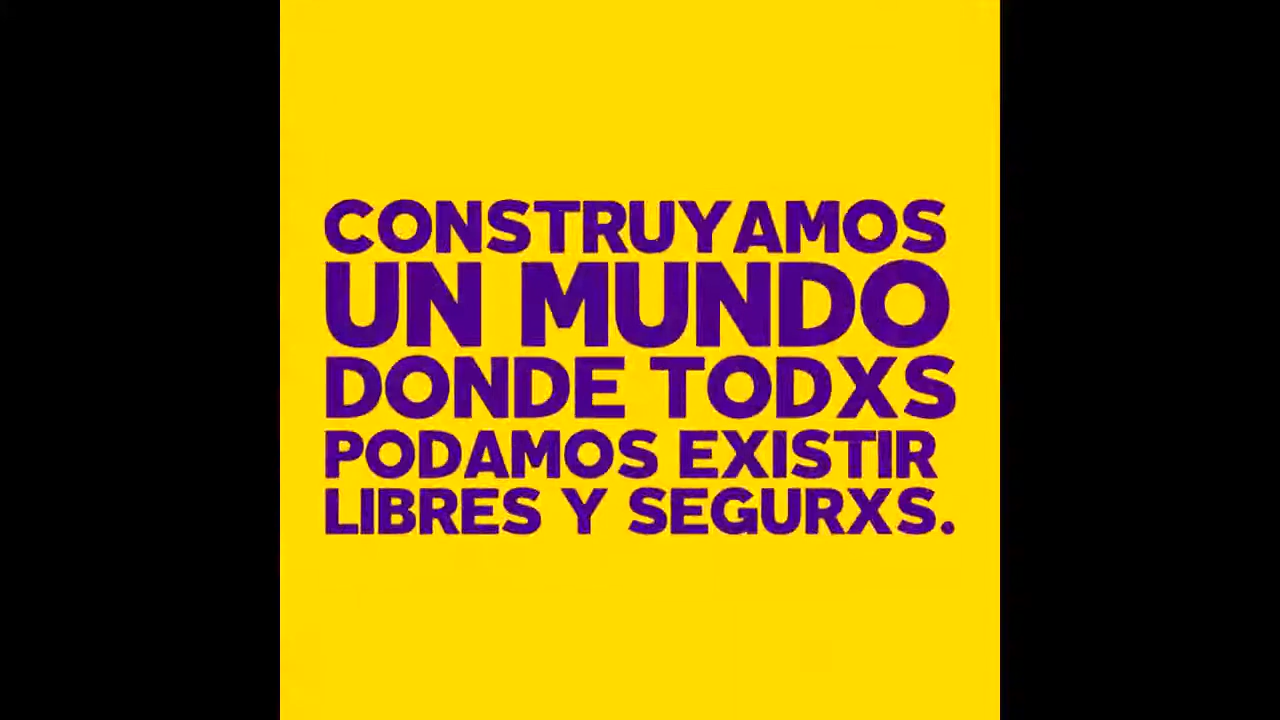 CONSTRUYAMOS
UN MUNDO
DONDE TODXS
PODAMOS EXISTIR
LIBRES Y SEGURXS.